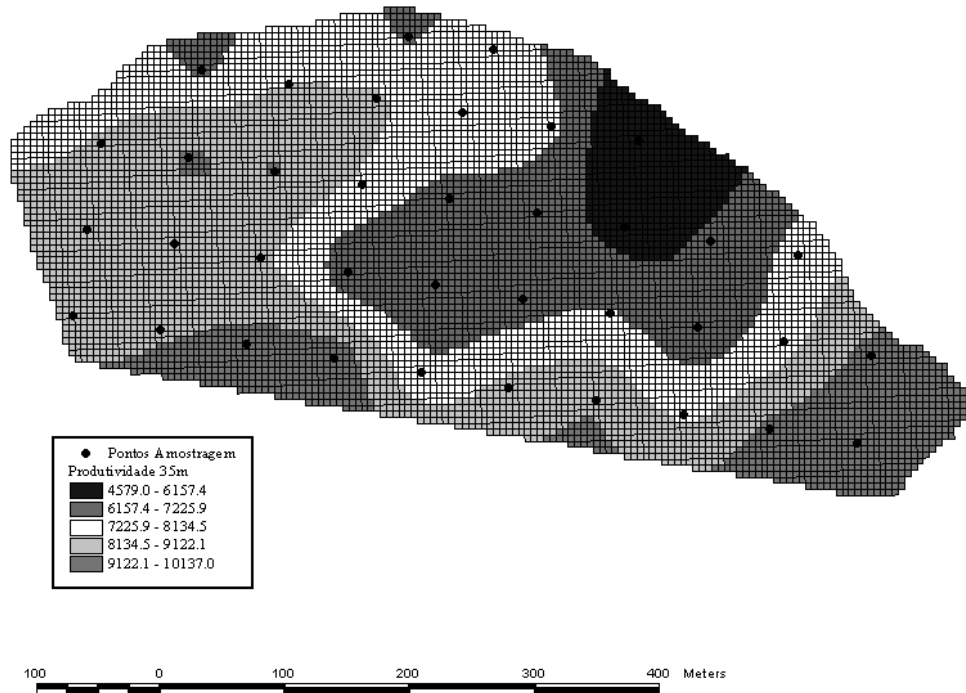 Pontos Amostragem
Produtividade 35m
4579.0 - 6157.4
6157.4 - 7225.9
7225.9 - 8134.5
8134.5 - 9122.1
9122.1 - 10137.0
100 0 100 200 300 400 Meters